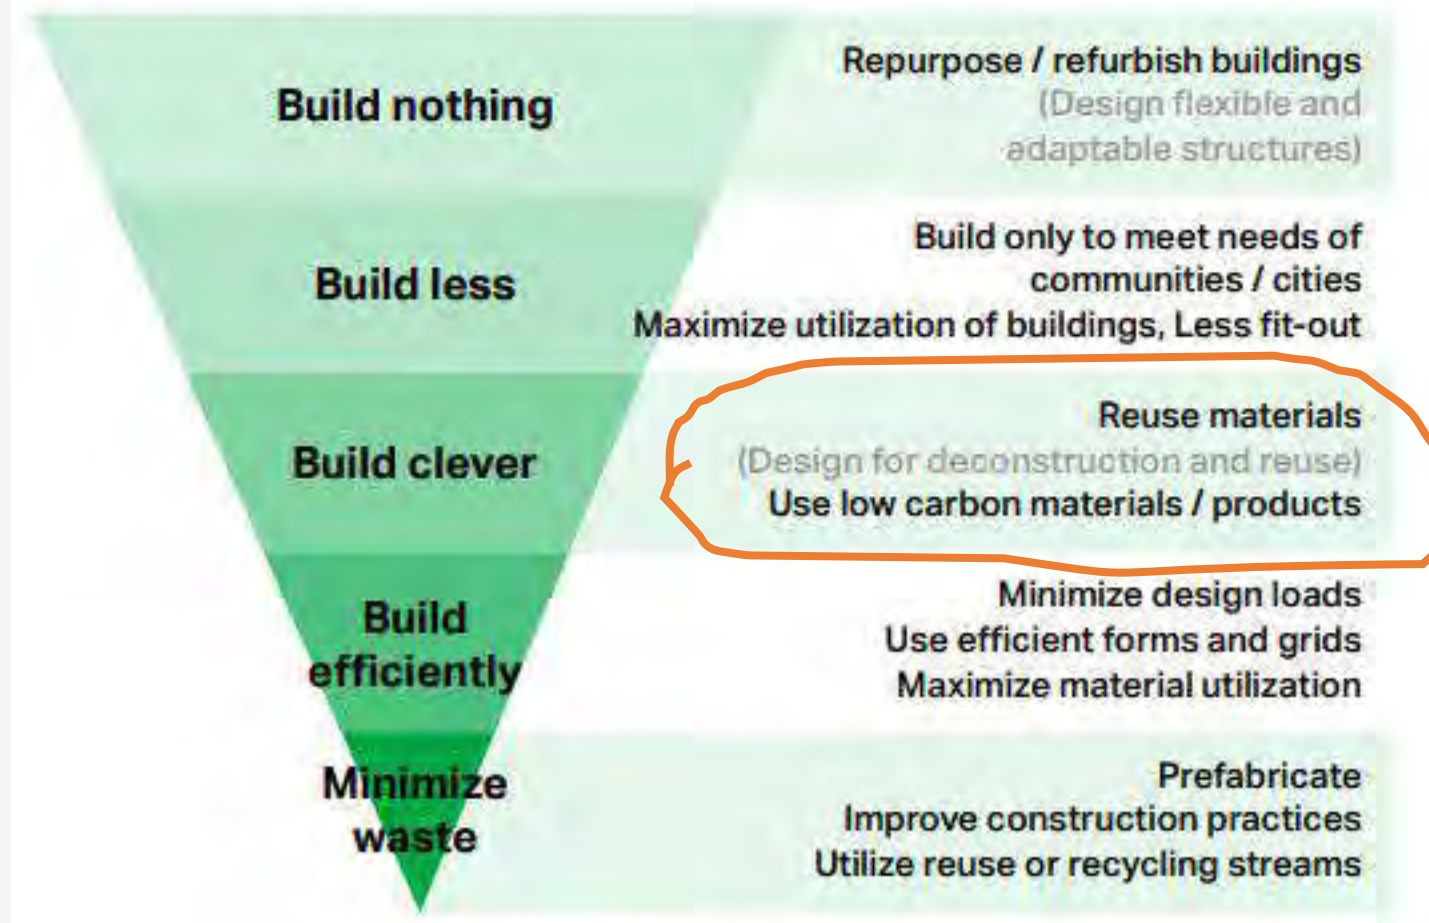 Build nothing
Repurpose / refurbish buildings
(Design flexible and
adaptable structures)
Build less
Build only to meet needs of
communities / cities
Maximize utilization of buildings, Less fit-out
Build clever
Reuse materials
(Design for deconstruction and reuse)
Use low carbon materials / products
Build
efficiently
Minimize design loads
Use efficient forms and grids
Maximize material utilization
Minimize
waste
Prefabricate
Improve construction practices
Utilize reuse or recycling streams